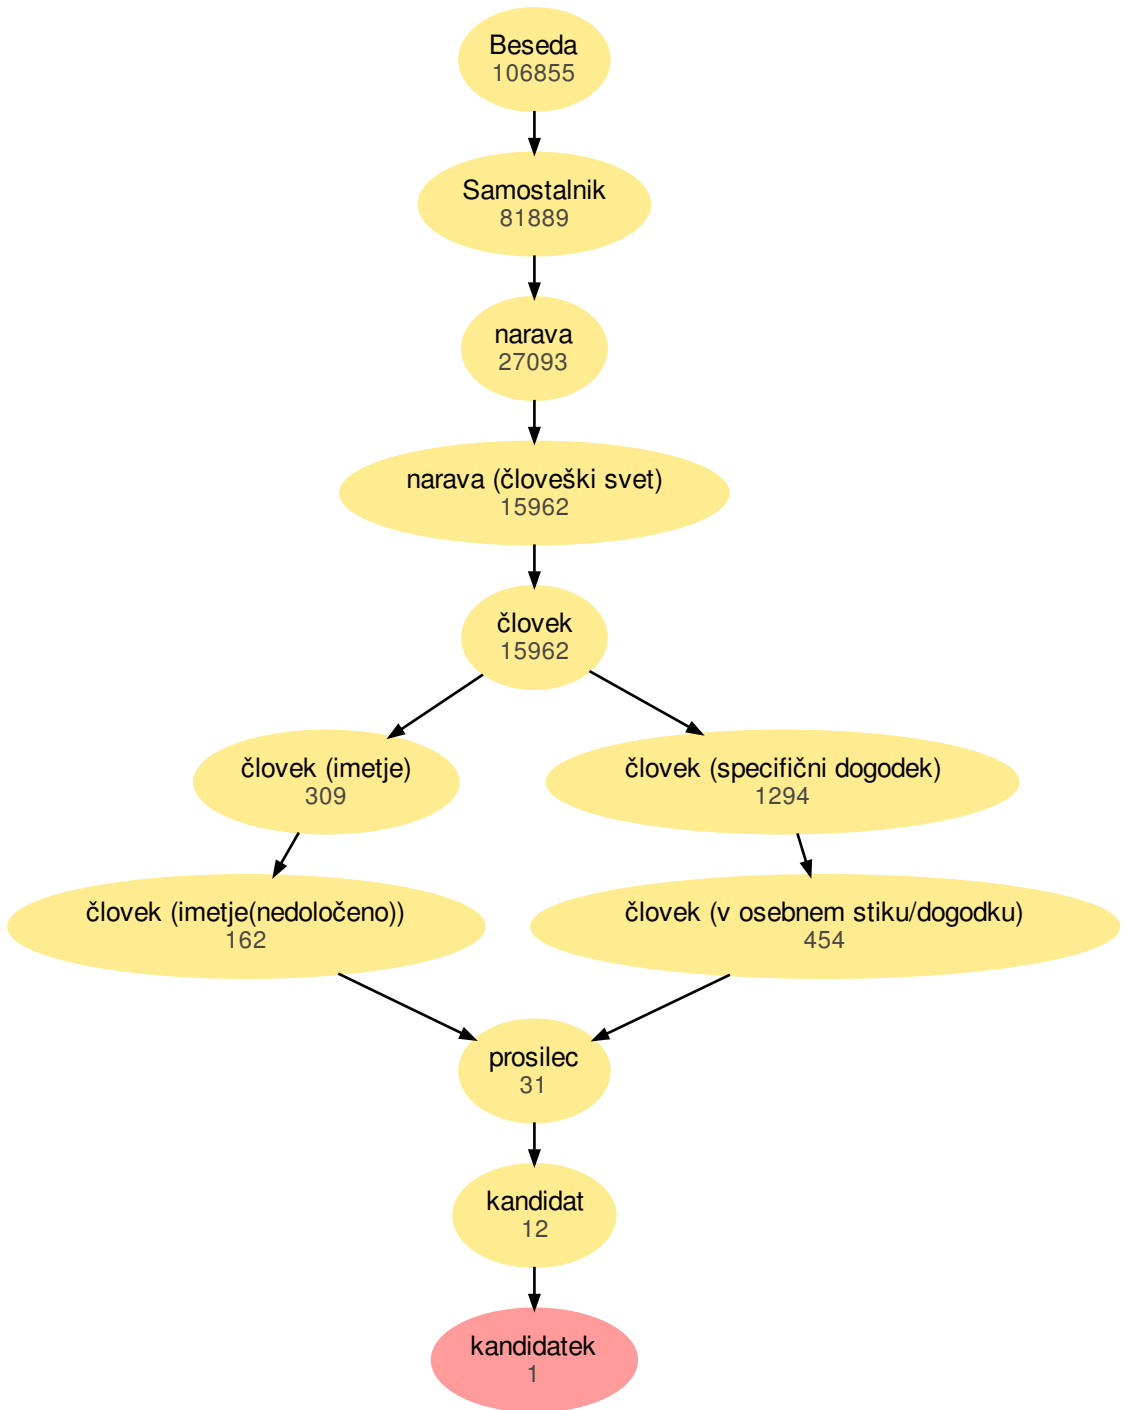 Beseda
106855
Samostalnik
81889
narava
27093
narava (človeški svet)
15962
človek
15962
človek (imetje)
309
človek (specifični dogodek)
1294
človek (imetje(nedoločeno))
162
človek (v osebnem stiku/dogodku)
454
prosilec
31
kandidat
12
kandidatek
1